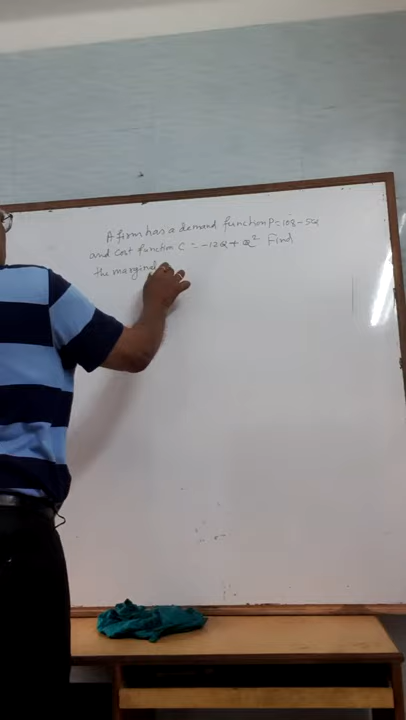 A firm has a demand function P=108-5Q
and cost function C = -12Q + Q² Find
the marginal